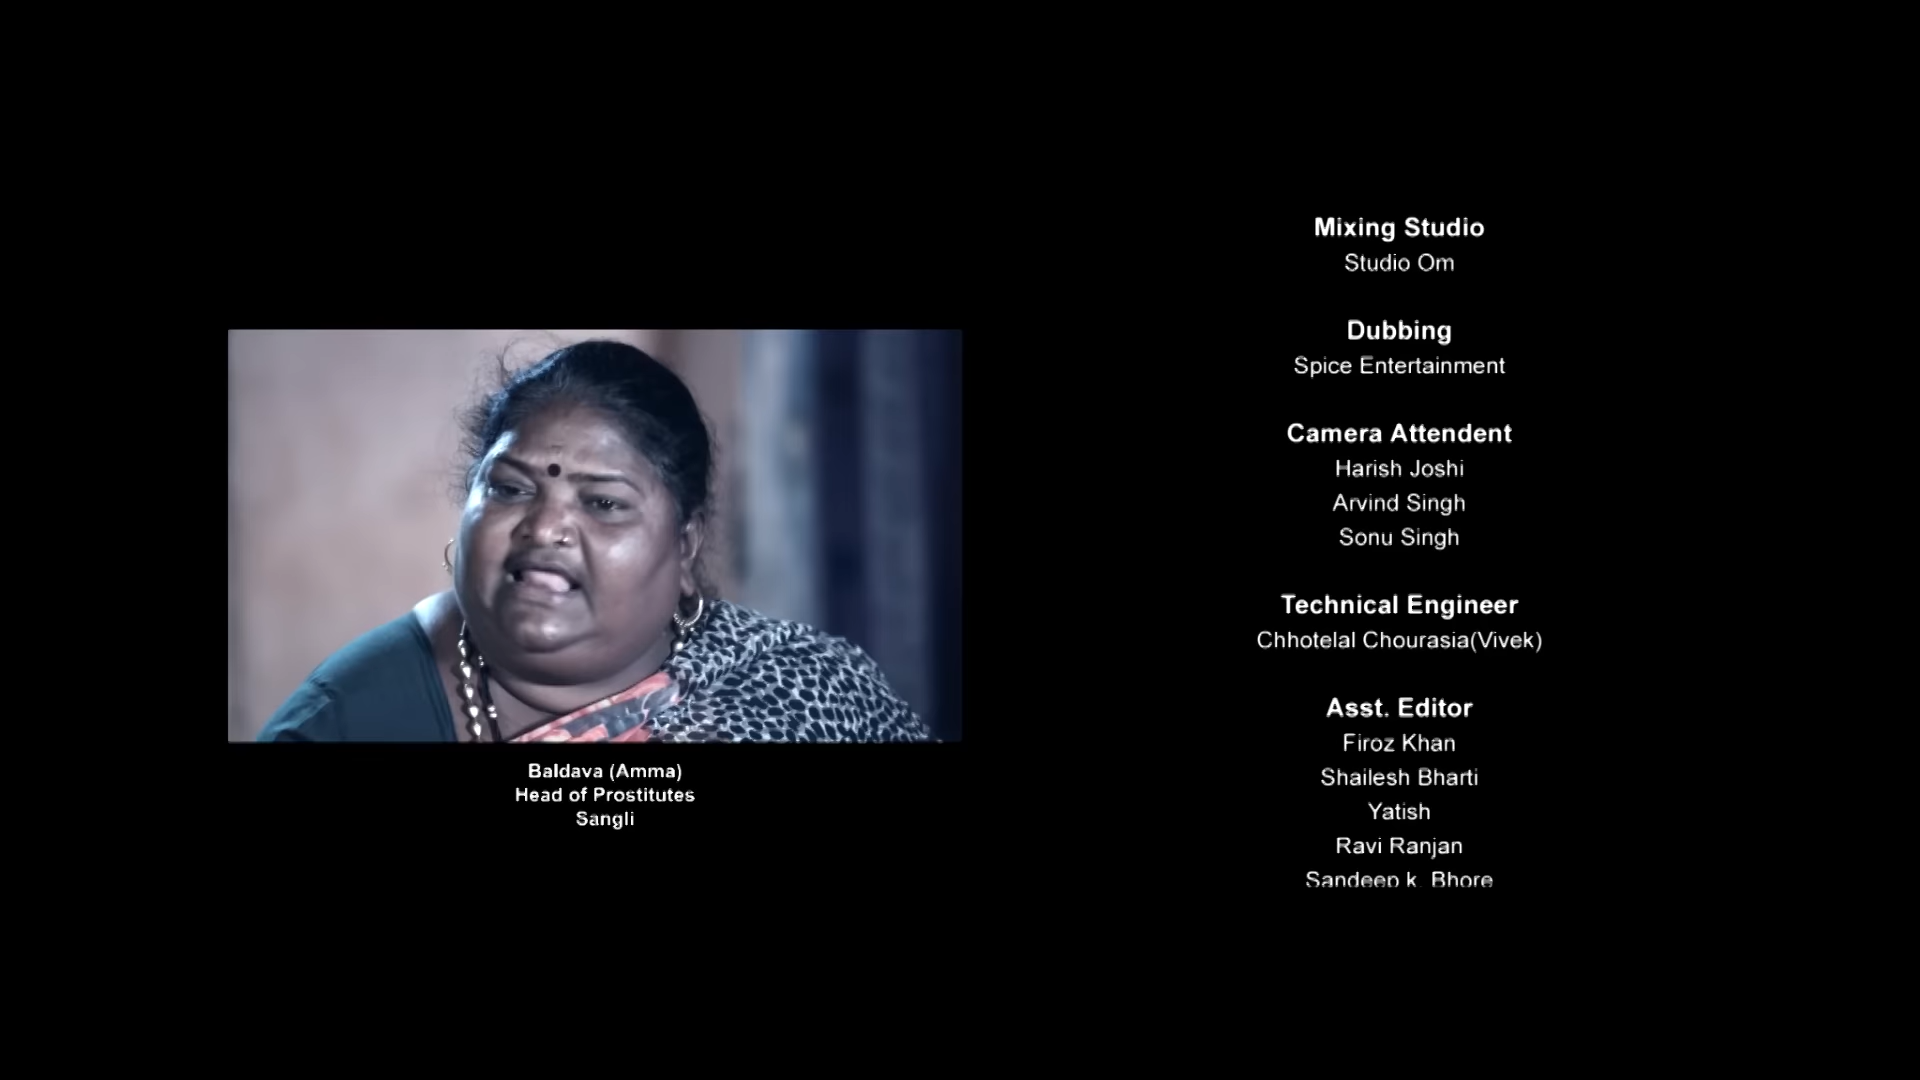 Baldava (Amma)
Head of Prostitutes
Sangli
Mixing Studio
Studio Om
Dubbing
Spice Entertainment
Camera Attendent
Harish Joshi
Arvind Singh
Sonu Singh
Technical Engineer
Chhotelal Chourasia(Vivek)
Asst. Editor
Firoz Khan
Shailesh Bharti
Yatish
Ravi Ranjan
Sandeep k. Bhore